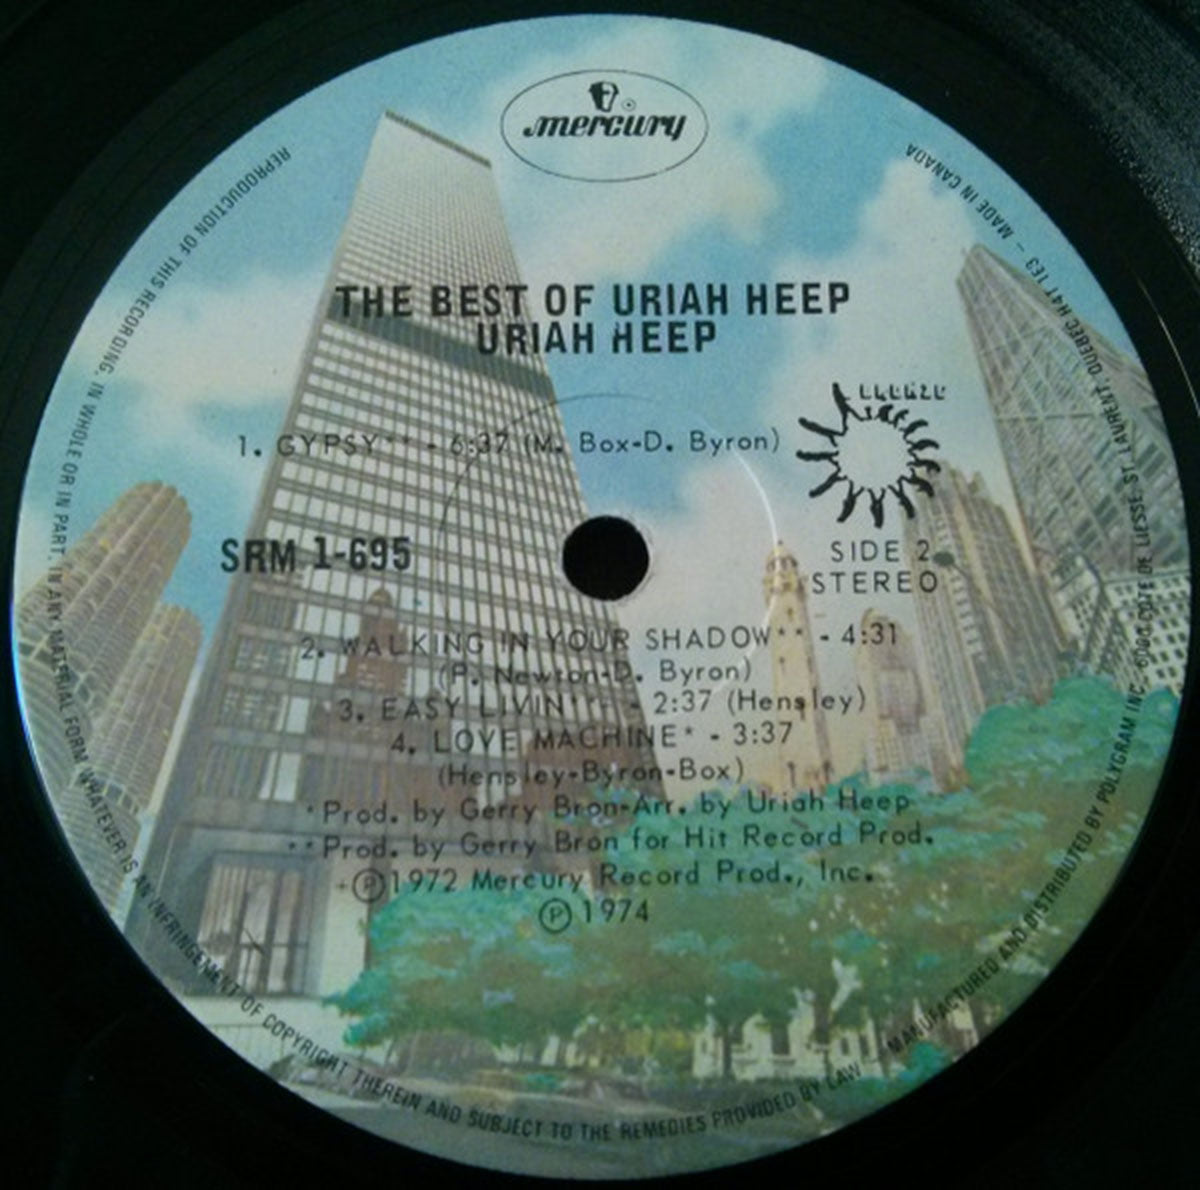 mercury
THE BEST OF URIAH HEEP
URIAH HEEP
1. GYPSY** - 6:37 (M. Box-D. Byron)
SRM 1-695
SIDE 2
STEREO
2. WALKING IN YOUR SHADOW** - 4:31
(P. Newton-D. Byron)
3. EASY LIVIN' - 2:37 (Hensley)
4. LOVE MACHINE* - 3:37
(Hensley-Byron-Box)
*Prod. by Gerry Bron-Arr. by Uriah Heep
**Prod. by Gerry Bron for Hit Record Prod.
+Ⓟ1972 Mercury Record Prod., Inc.
Ⓟ1974
REPRODUCTION OF THIS RECORDING, IN WHOLE OR IN PART, IN ANY MATERIAL FORM WHATEVER IS AN INFRINGEMENT OF COPYRIGHT THEREIN AND SUBJECT TO THE REMEDIES PROVIDED BY LAW – MANUFACTURED AND DISTRIBUTED BY POLYGRAM INC. 6000 COTE DE LIESSE ST LAURENT QUEBEC H4T 1E3 – MADE IN CANADA